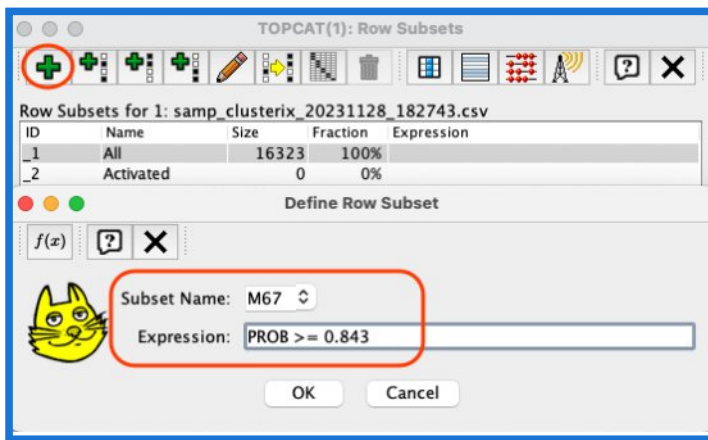 TOPCAT(1): Row Subsets
Row Subsets for 1: samp_clusterix_20231128_182743.csv
ID Name Size Fraction Expression
_1 All 16323 100%
_2 Activated 0 0%
Define Row Subset
f(x)
Subset Name: M67
Expression: PROB >= 0.843
OK Cancel